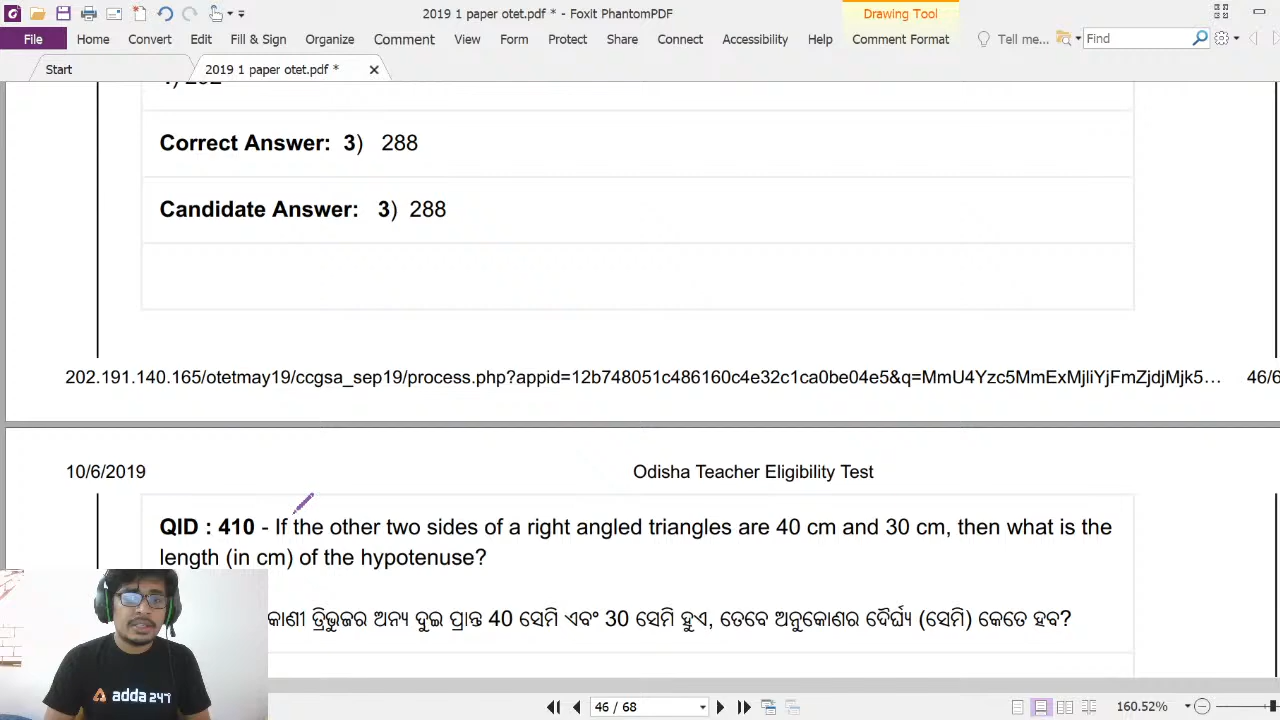 2019 1 paper otet.pdf * - Foxit PhantomPDF
Drawing Tool
File Home Convert Edit Fill & Sign Organize Comment View Form Protect Share Connect Accessibility Help Comment Format Tell me... Find
Start 2019 1 paper otet.pdf *
Correct Answer: 3) 288
Candidate Answer: 3) 288
202.191.140.165/otetmay19/ccgsa_sep19/process.php?appid=12b748051c486160c4e32c1ca0be04e5&q=MmU4Yzc5MmExMjliYjFmZjdjMjk5… 46/6
10/6/2019 Odisha Teacher Eligibility Test
QID : 410 - If the other two sides of a right angled triangles are 40 cm and 30 cm, then what is the
length (in cm) of the hypotenuse?
କୋଣୀ ତ୍ରିଭୁଜର ଅନ୍ୟ ଦୁଇ ପ୍ରାନ୍ତ 40 ସେମି ଏବଂ 30 ସେମି ହୁଏ, ତେବେ ଅନୁକୋଣର ଦୈର୍ଘ୍ୟ (ସେମି) କେତେ ହବ?
adda247
46 / 68
160.52%